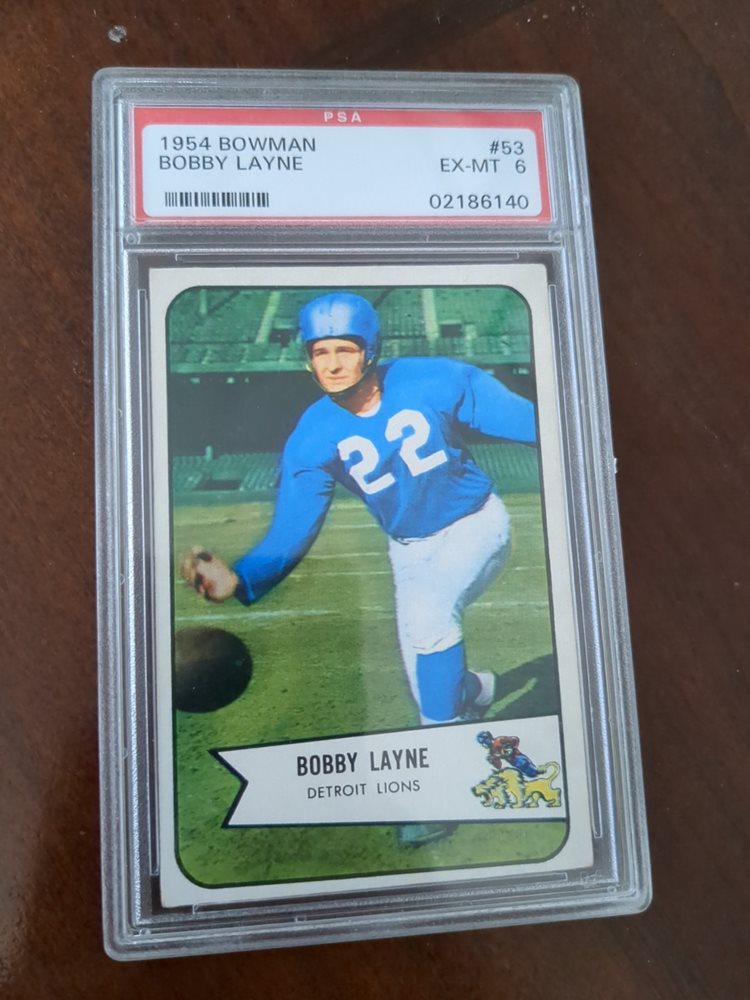 PSA
1954 BOWMAN #53
BOBBY LAYNE EX-MT 6
02186140
22
BOBBY LAYNE
DETROIT LIONS